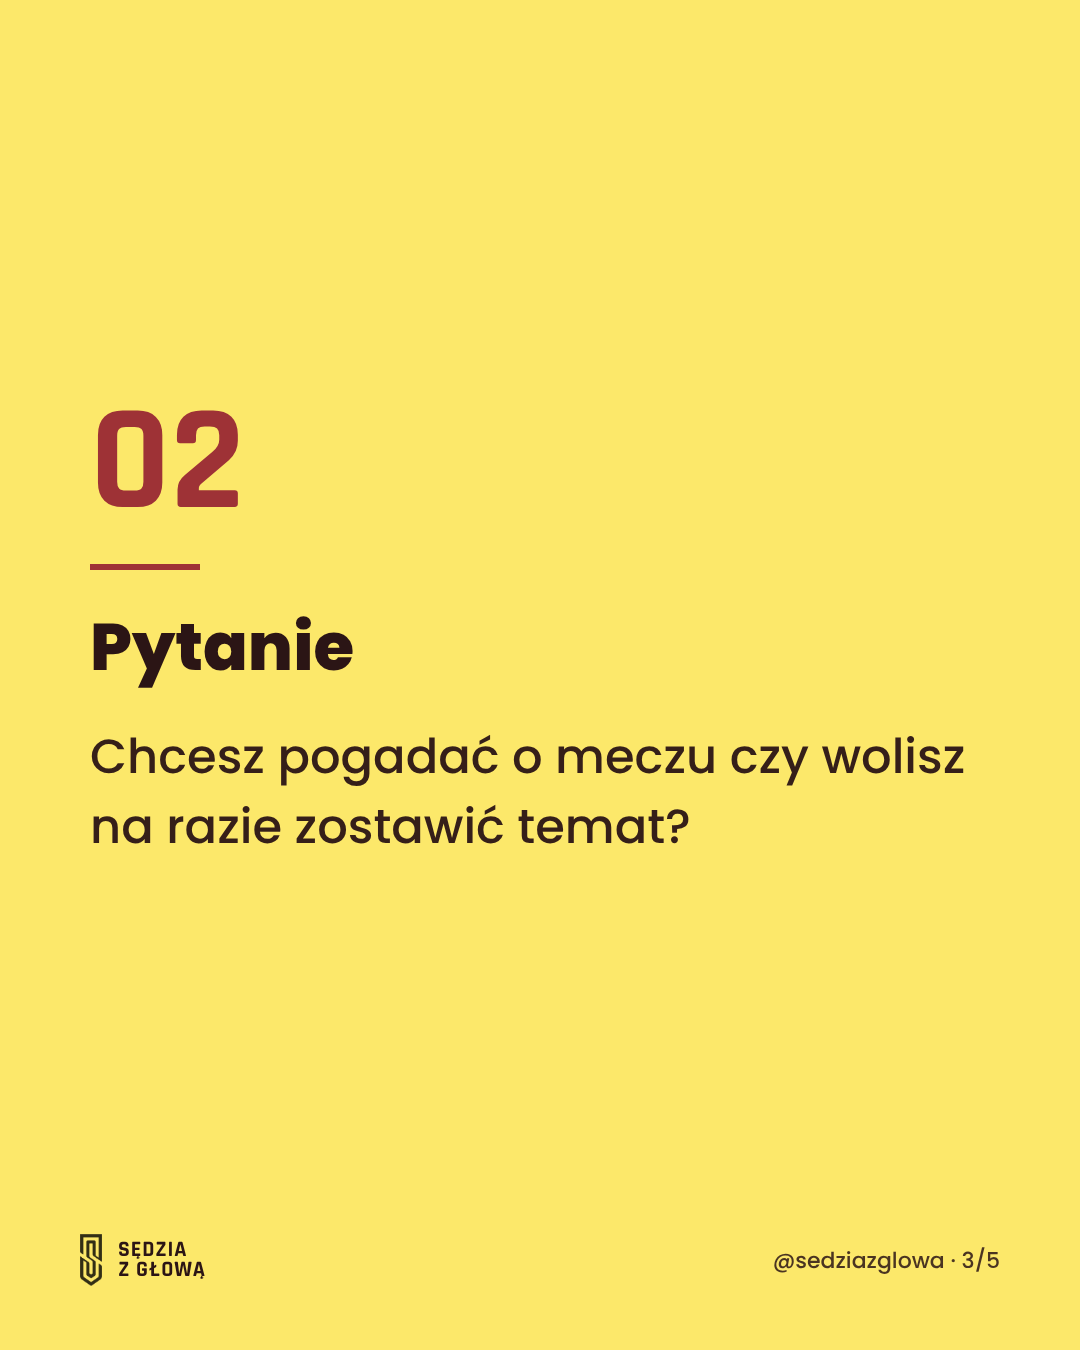 02
Pytanie
Chcesz pogadać o meczu czy wolisz
na razie zostawić temat?
SĘDZIA
Z GŁOWĄ
@sedziazglowa · 3/5